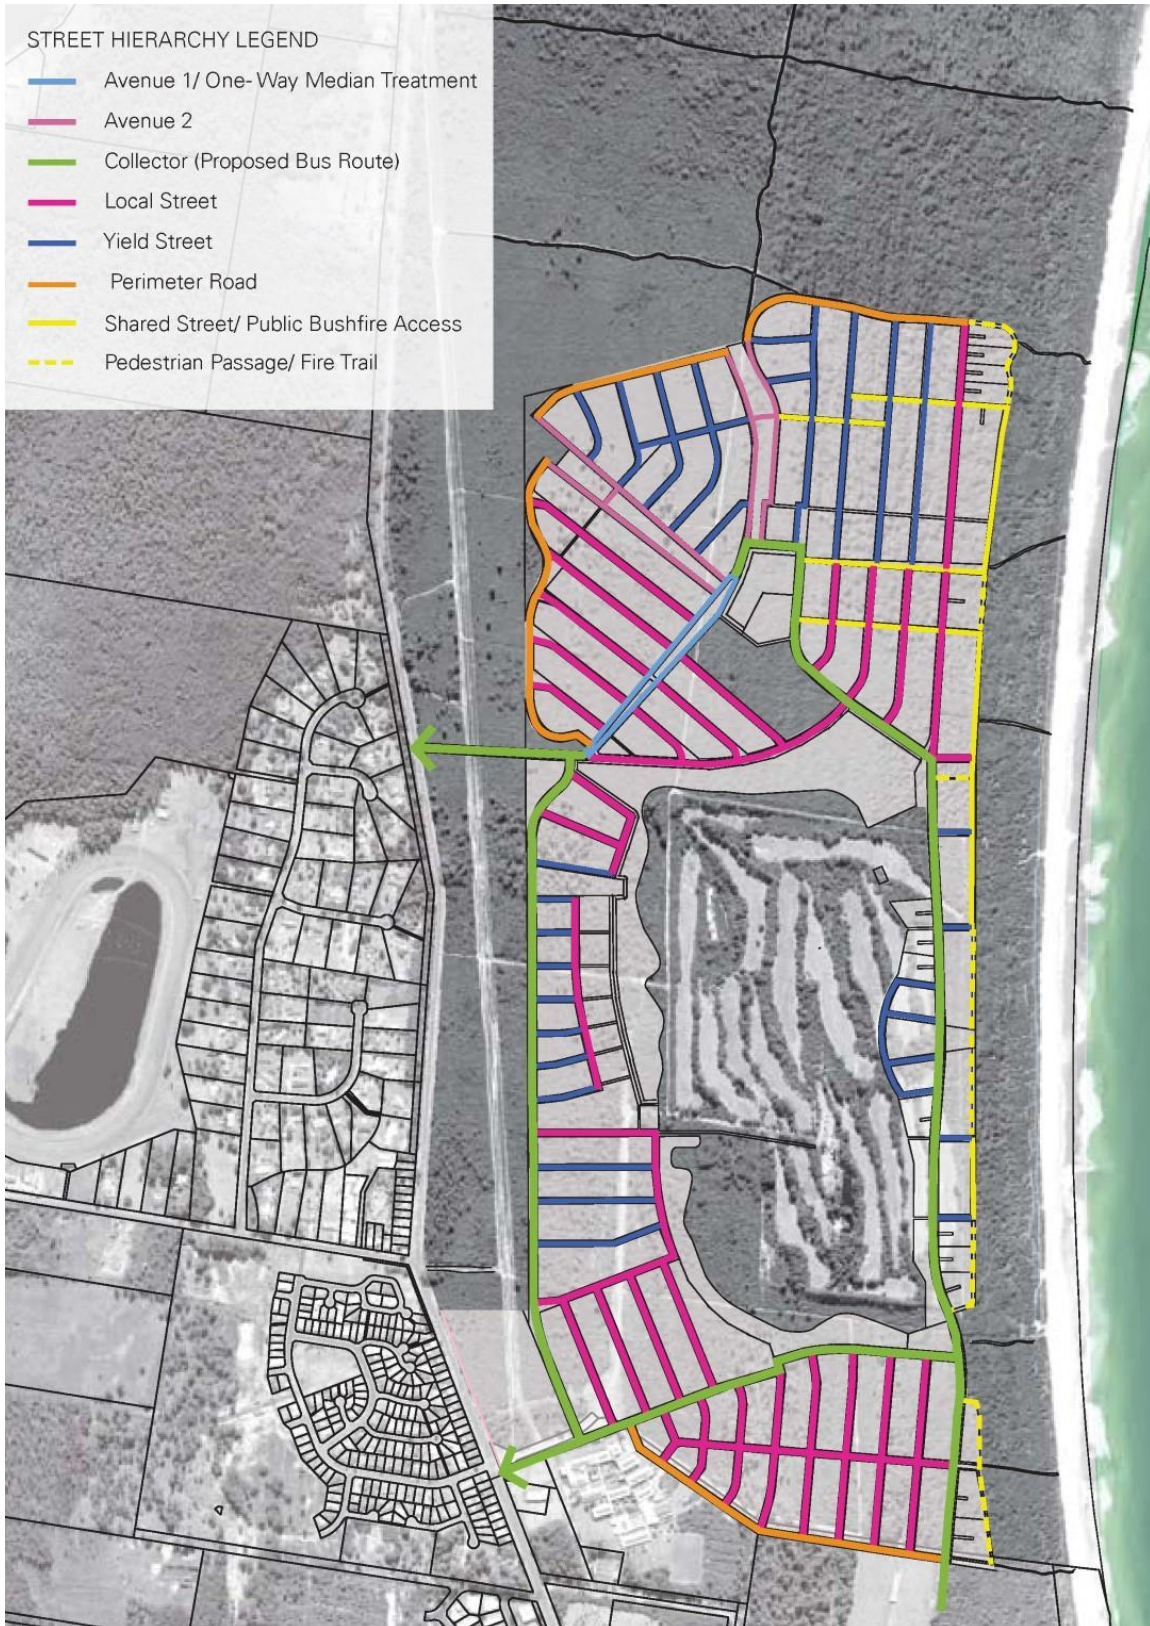 STREET HIERARCHY LEGEND
Avenue 1/ One-Way Median Treatment
Avenue 2
Collector (Proposed Bus Route)
Local Street
Yield Street
Perimeter Road
Shared Street/ Public Bushfire Access
Pedestrian Passage/ Fire Trail